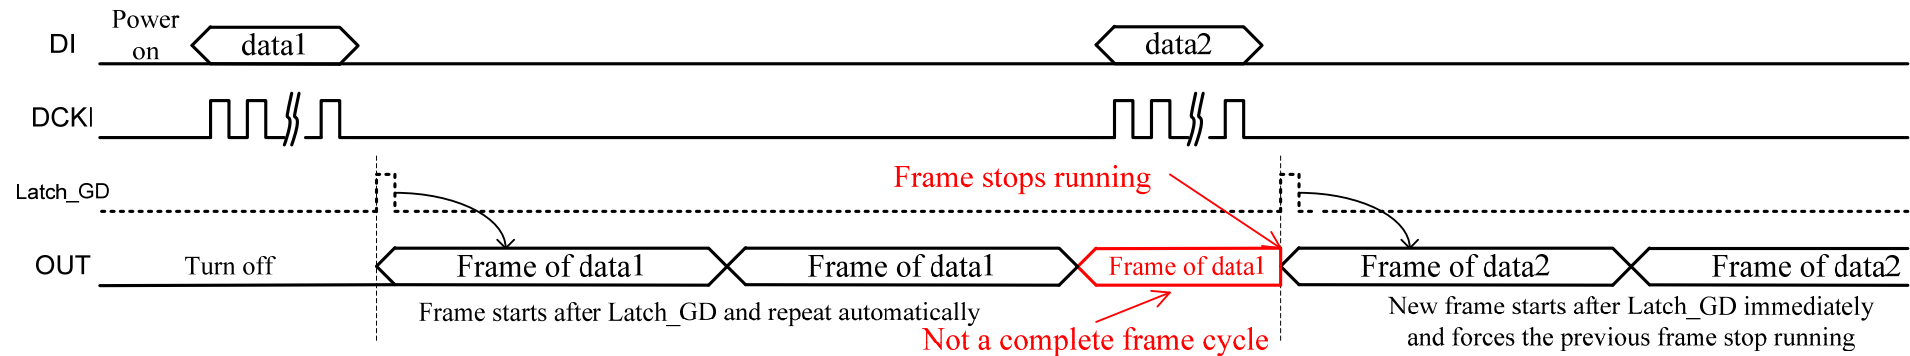 Power
on
DI
data1
data2
DCKI
Frame stops running
Latch_GD
OUT
Turn off
Frame of data1
Frame of data1
Frame of data1
Frame of data2
Frame of data2
Frame starts after Latch_GD and repeat automatically
Not a complete frame cycle
New frame starts after Latch_GD immediately
and forces the previous frame stop running